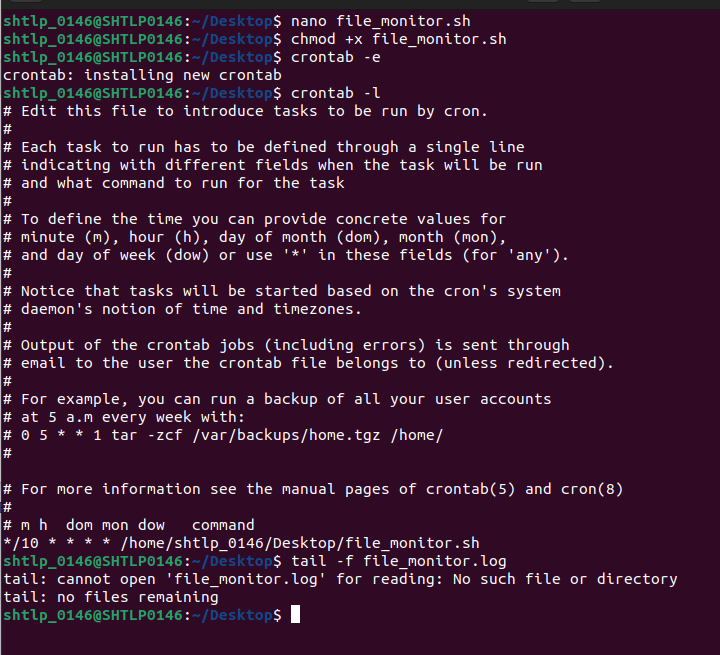 shtlp_0146@SHTLP0146:~/Desktop$ nano file_monitor.sh
shtlp_0146@SHTLP0146:~/Desktop$ chmod +x file_monitor.sh
shtlp_0146@SHTLP0146:~/Desktop$ crontab -e
crontab: installing new crontab
shtlp_0146@SHTLP0146:~/Desktop$ crontab -l
# Edit this file to introduce tasks to be run by cron.
#
# Each task to run has to be defined through a single line
# indicating with different fields when the task will be run
# and what command to run for the task
#
# To define the time you can provide concrete values for
# minute (m), hour (h), day of month (dom), month (mon),
# and day of week (dow) or use '*' in these fields (for 'any').
#
# Notice that tasks will be started based on the cron's system
# daemon's notion of time and timezones.
#
# Output of the crontab jobs (including errors) is sent through
# email to the user the crontab file belongs to (unless redirected).
#
# For example, you can run a backup of all your user accounts
# at 5 a.m every week with:
# 0 5 * * 1 tar -zcf /var/backups/home.tgz /home/
#

# For more information see the manual pages of crontab(5) and cron(8)
#
# m h  dom mon dow   command
*/10 * * * * /home/shtlp_0146/Desktop/file_monitor.sh
shtlp_0146@SHTLP0146:~/Desktop$ tail -f file_monitor.log
tail: cannot open 'file_monitor.log' for reading: No such file or directory
tail: no files remaining
shtlp_0146@SHTLP0146:~/Desktop$